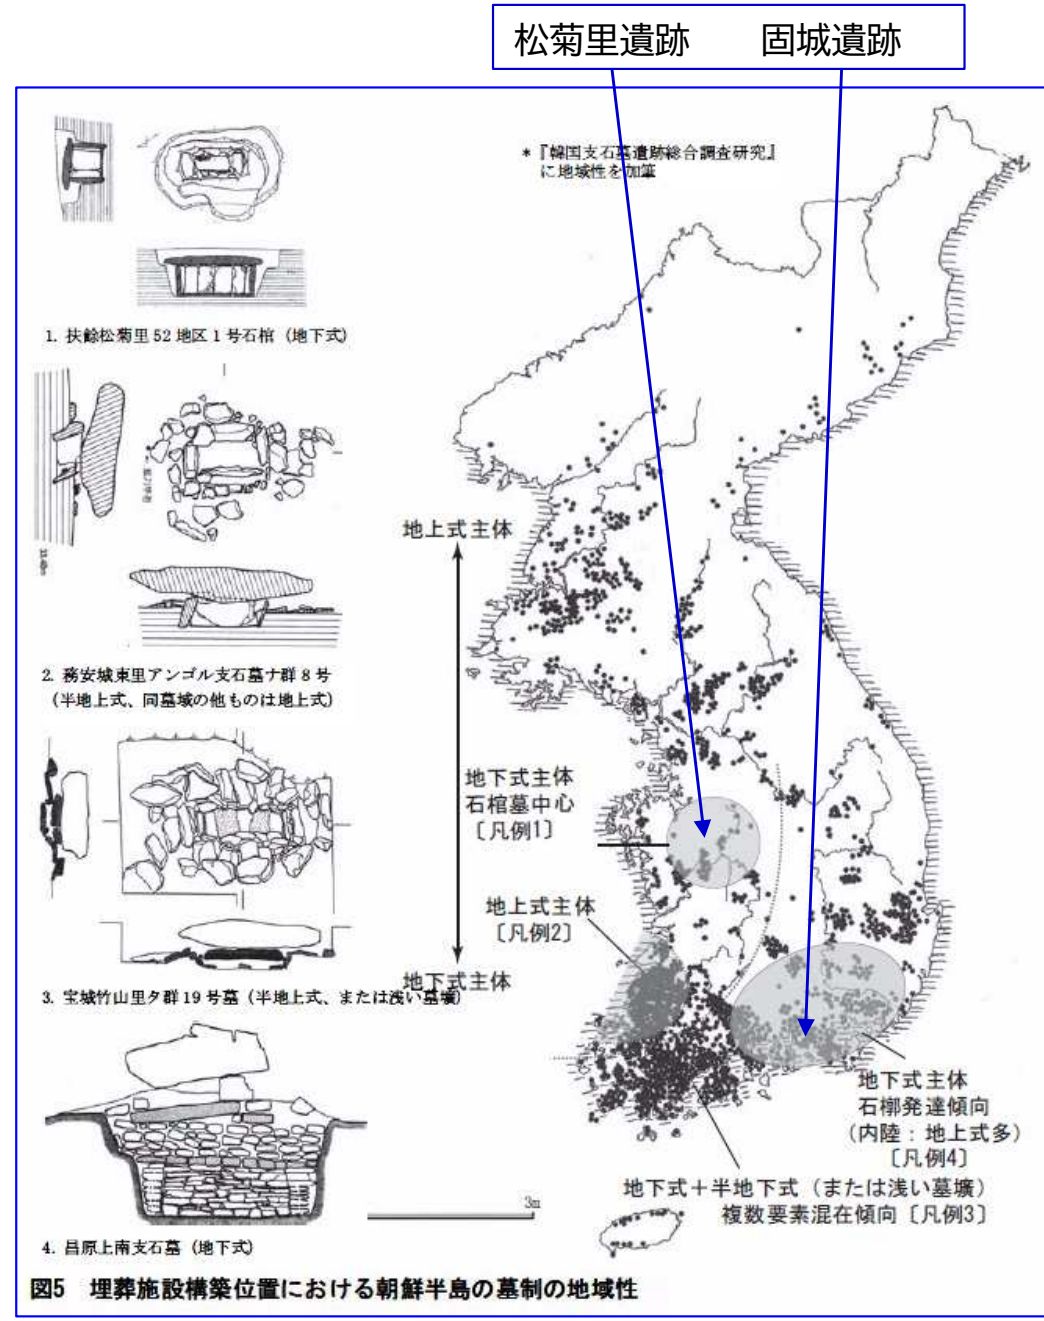 松菊里遺跡　　固城遺跡
＊『韓国支石墓遺跡総合調査研究』
に地域性を加筆
1. 扶餘松菊里52地区1号石棺（地下式）
2. 務安城東里アンゴル支石墓ナ群8号
（半地上式、同墓域の他ものは地上式）
3. 宝城竹山里タ群19号墓（半地上式、または浅い墓壙）
4. 昌原上南支石墓（地下式）
地上式主体
地下式主体
石棺墓中心
〔凡例1〕
地上式主体
〔凡例2〕
地下式主体
地下式主体
石槨発達傾向
（内陸：地上式多）
〔凡例4〕
地下式＋半地下式（または浅い墓壙）
複数要素混在傾向〔凡例3〕
3m
図5　埋葬施設構築位置における朝鮮半島の墓制の地域性